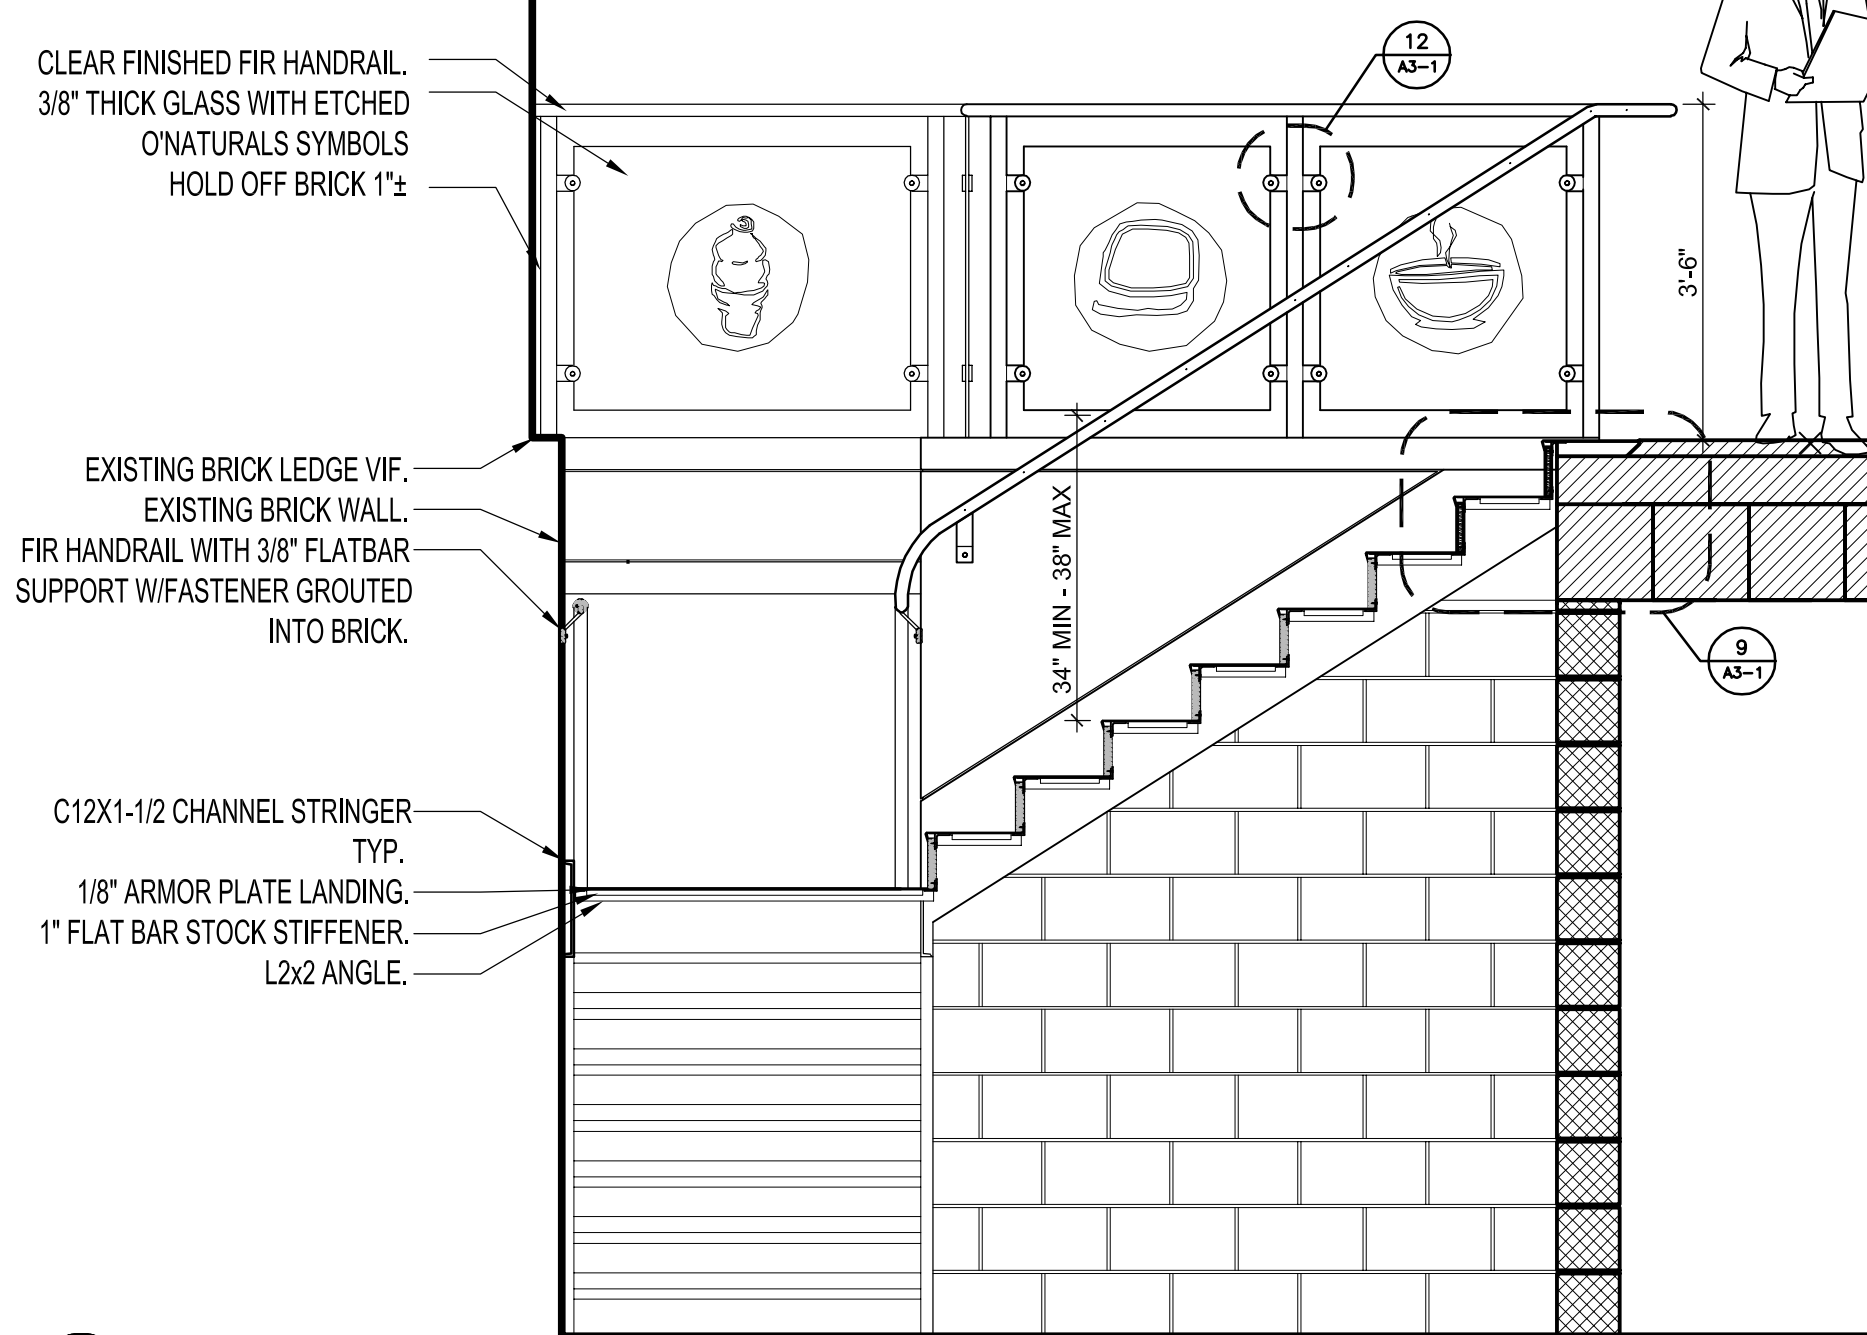 CLEAR FINISHED FIR HANDRAIL.
3/8" THICK GLASS WITH ETCHED
O'NATURALS SYMBOLS
HOLD OFF BRICK 1"±
12
A3-1
3'-6"
EXISTING BRICK LEDGE VIF.
EXISTING BRICK WALL.
FIR HANDRAIL WITH 3/8" FLATBAR
SUPPORT W/FASTENER GROUTED
INTO BRICK.
34" MIN - 38" MAX
9
A3-1
C12X1-1/2 CHANNEL STRINGER
TYP.
1/8" ARMOR PLATE LANDING.
1" FLAT BAR STOCK STIFFENER.
L2x2 ANGLE.